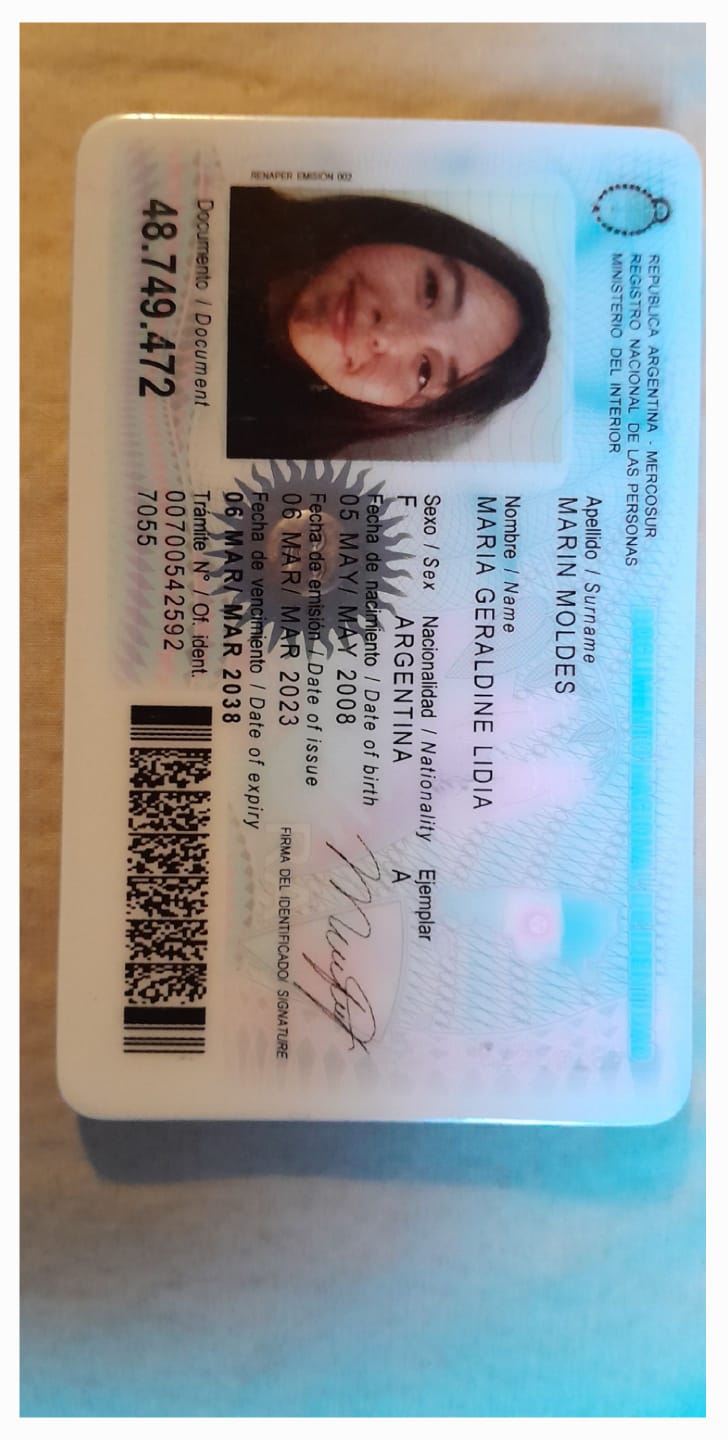 REPUBLICA ARGENTINA - MERCOSUR
REGISTRO NACIONAL DE LAS PERSONAS
MINISTERIO DEL INTERIOR
RENAPER EMISIÓN 002
Apellido / Surname
MARIN MOLDES
Nombre / Name
MARIA GERALDINE LIDIA
Sexo / Sex Nacionalidad / Nationality Ejemplar
F ARGENTINA A
Fecha de nacimiento / Date of birth
05 MAY/ MAY 2008
Fecha de emisión / Date of issue
06 MAR/ MAR 2023
Fecha de vencimiento / Date of expiry
06 MAR/ MAR 2038
FIRMA DEL IDENTIFICADO/ SIGNATURE
Documento / Document
48.749.472
Trámite N° / Of. ident.
00700542592
7055